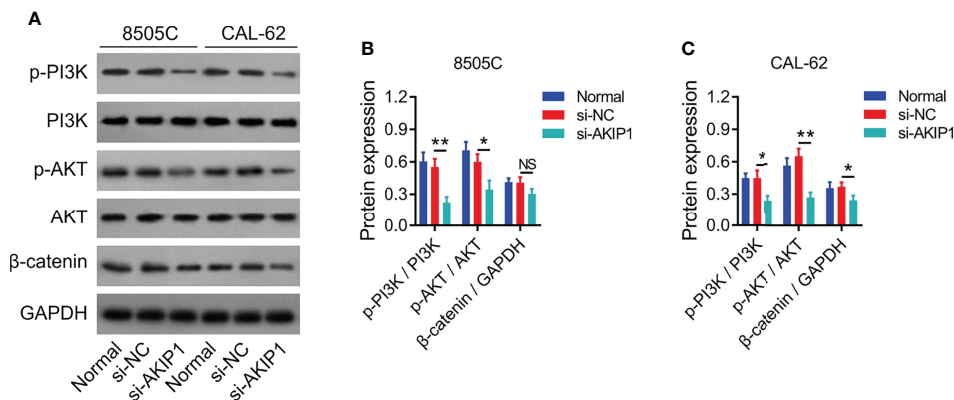 A
8505C
CAL-62
p-PI3K
PI3K
p-AKT
AKT
β-catenin
GAPDH
Normal
si-NC
si-AKIP1
Normal
si-NC
si-AKIP1
B
8505C
Protein expression
1.2
0.9
0.6
0.3
0.0
**
*
NS
Normal
si-NC
si-AKIP1
p-PI3K / PI3K
p-AKT / AKT
β-catenin / GAPDH
C
CAL-62
Protein expression
1.2
0.9
0.6
0.3
0.0
*
**
*
Normal
si-NC
si-AKIP1
p-PI3K / PI3K
p-AKT / AKT
β-catenin / GAPDH